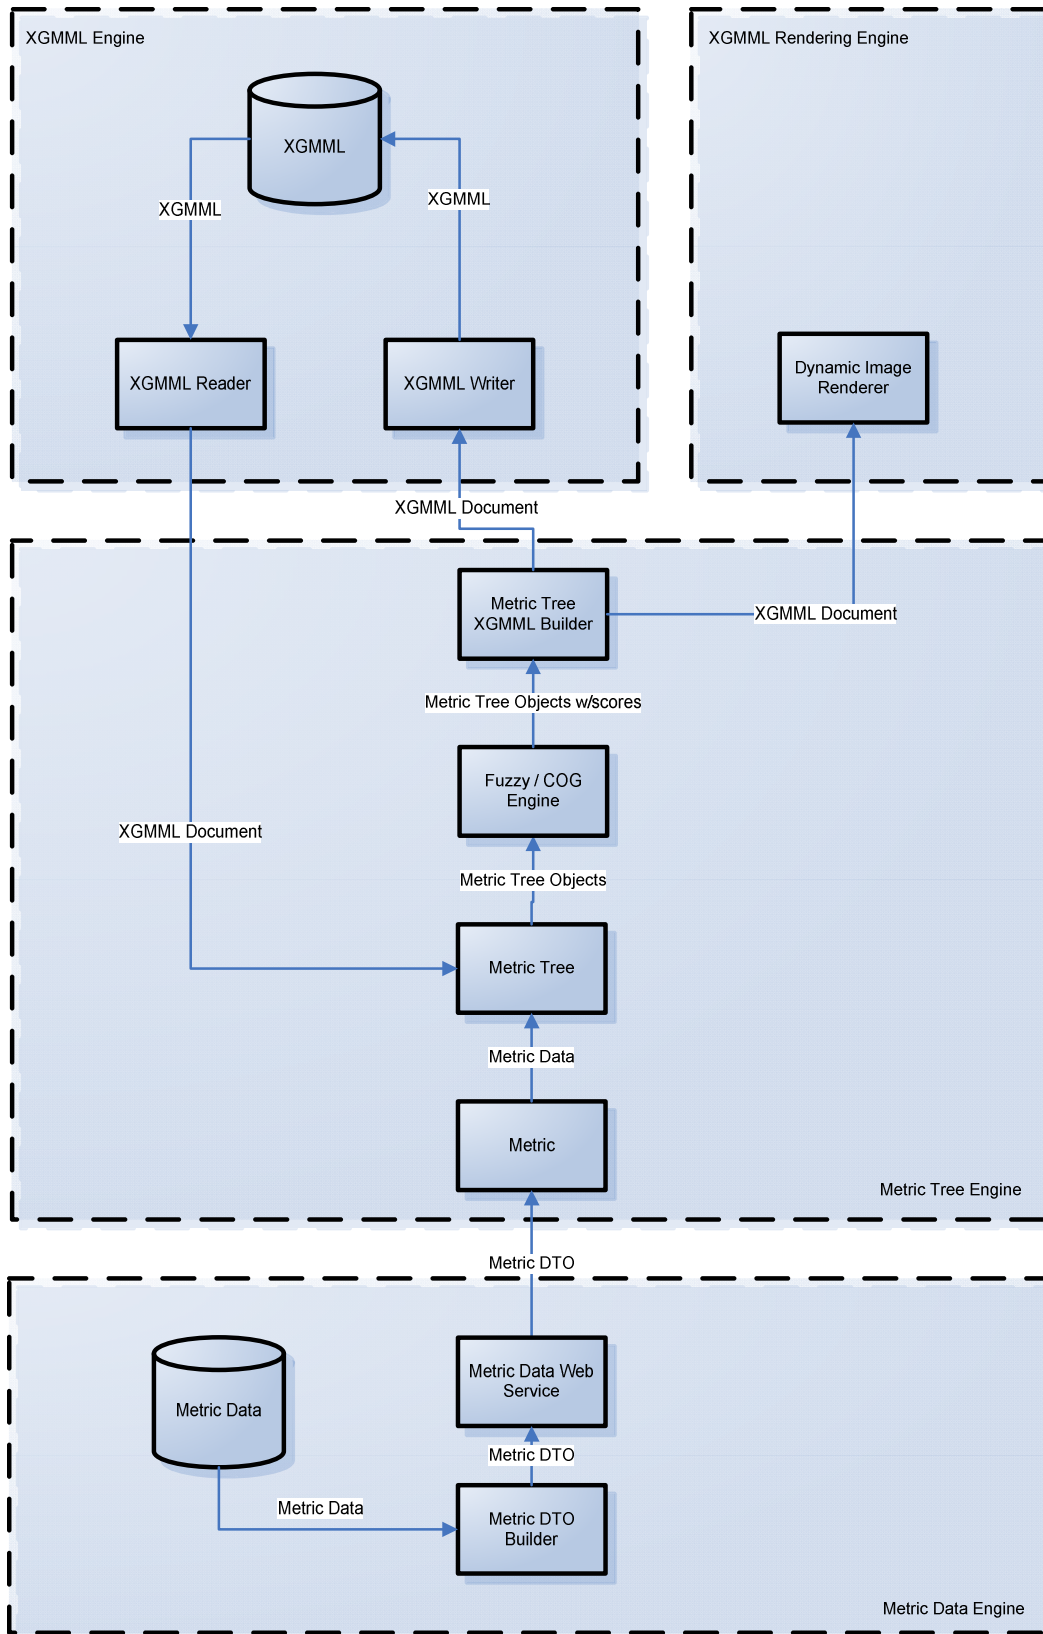 XGMML Engine
XGMML Rendering Engine
XGMML
XGMML
XGMML
XGMML Reader
XGMML Writer
Dynamic Image
Renderer
XGMML Document
Metric Tree
XGMML Builder
XGMML Document
Metric Tree Objects w/scores
Fuzzy / COG
Engine
XGMML Document
Metric Tree Objects
Metric Tree
Metric Data
Metric
Metric Tree Engine
Metric DTO
Metric Data Web
Service
Metric Data
Metric DTO
Metric Data
Metric DTO
Builder
Metric Data Engine